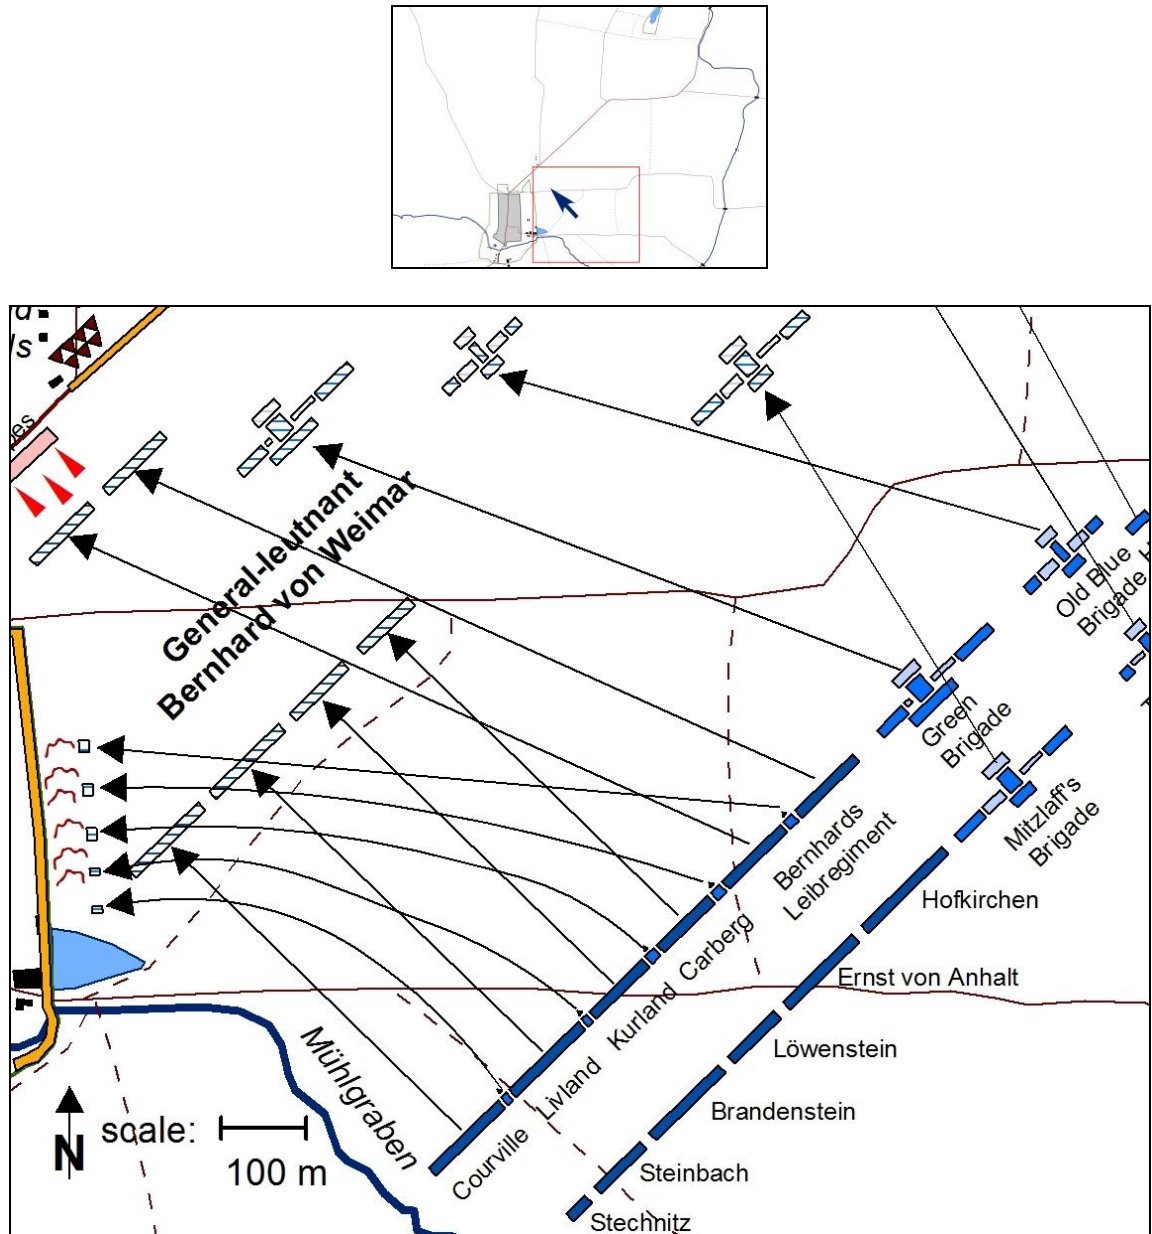 General-leutnant
Bernhard von Weimar
Old Blue
Brigade
Green
Brigade
Mitzlaff's
Brigade
Bernhards
Leibregiment
Carberg
Kurland
Livland
Courville
Hofkirchen
Ernst von Anhalt
Löwenstein
Brandenstein
Steinbach
Stechnitz
Mühlgraben
N
scale:
100 m